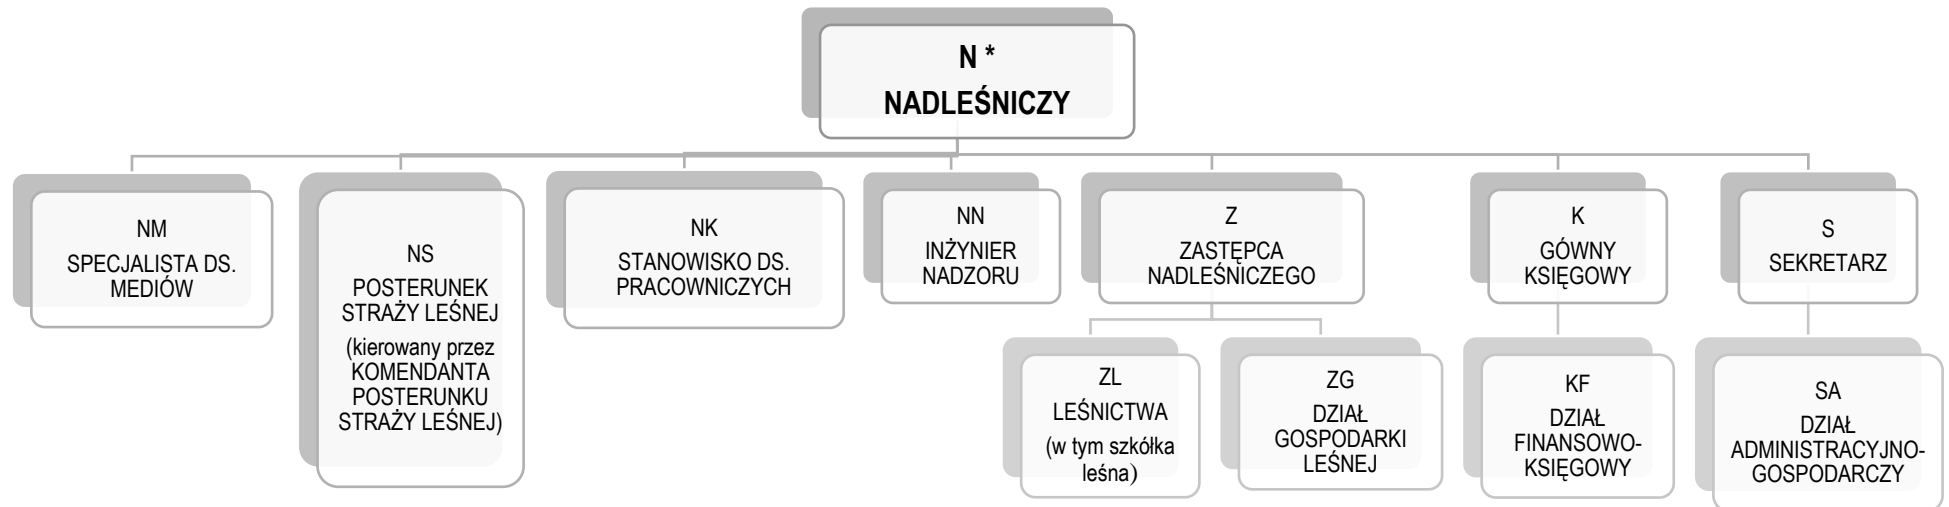 N *
NADLEŚNICZY
NM
SPECJALISTA DS.
MEDIÓW
NS
POSTERUNEK
STRAŻY LEŚNEJ
(kierowany przez
KOMENDANTA
POSTERUNKU
STRAŻY LEŚNEJ)
NK
STANOWISKO DS.
PRACOWNICZYCH
NN
INŻYNIER
NADZORU
Z
ZASTĘPCA
NADLEŚNICZEGO
K
GÓWNY
KSIĘGOWY
S
SEKRETARZ
ZL
LEŚNICTWA
(w tym szkółka
leśna)
ZG
DZIAŁ
GOSPODARKI
LEŚNEJ
KF
DZIAŁ
FINANSOWO-
KSIĘGOWY
SA
DZIAŁ
ADMINISTRACYJNO-
GOSPODARCZY